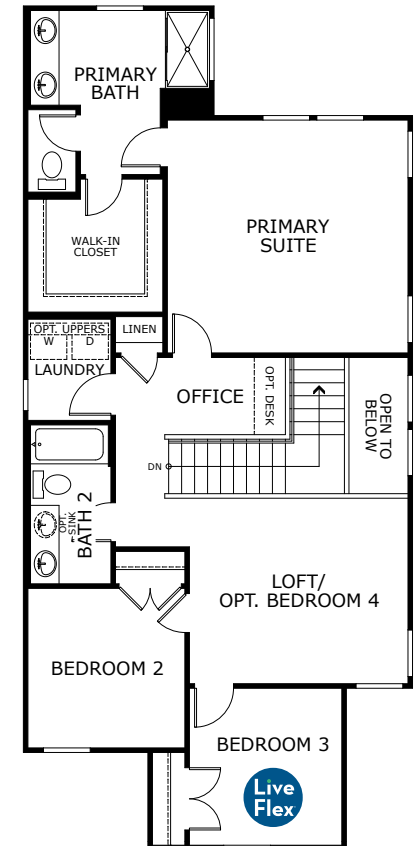 PRIMARY
BATH
PRIMARY
SUITE
WALK-IN
CLOSET
OPT. UPPERS
W D
LAUNDRY
LINEN
OFFICE
OPT. DESK
OPEN TO
BELOW
DN
BATH 2
OPT.
SINK
LOFT/
OPT. BEDROOM 4
BEDROOM 2
BEDROOM 3
Live
Flex